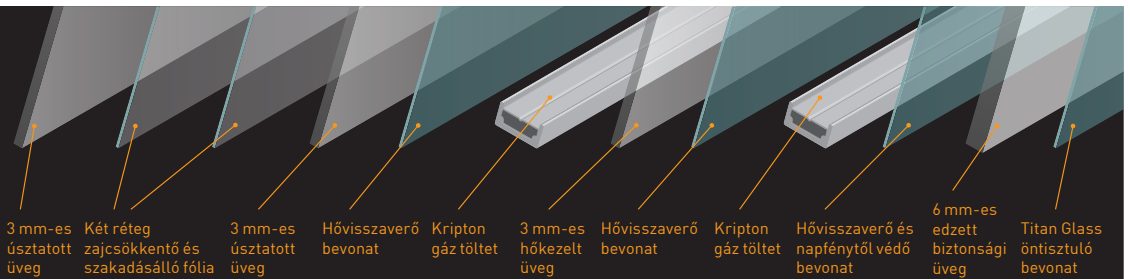 3 mm-es
úsztatott
üveg
Két réteg
zajcsökkentő és
szakadásálló fólia
3 mm-es
úsztatott
üveg
Hővisszaverő
bevonat
Kripton
gáz töltet
3 mm-es
hőkezelt
üveg
Hővisszaverő
bevonat
Kripton
gáz töltet
Hővisszaverő és
napfénytől védő
bevonat
6 mm-es
edzett
biztonsági
üveg
Titan Glass
öntisztuló
bevonat